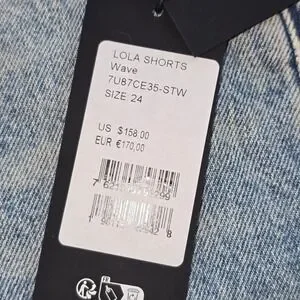 LOLA SHORTS
Wave
7U87CE35-STW
SIZE 24
US $158.00
EUR €170,00